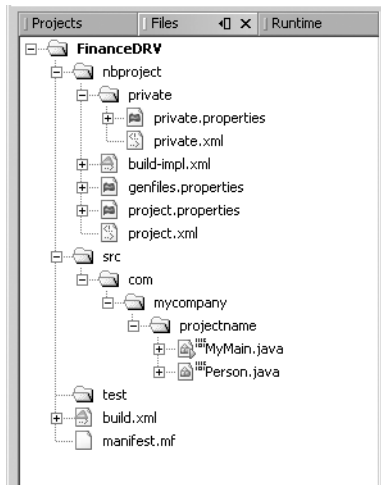 Projects Files Runtime
FinanceDRV
nbproject
private
private.properties
private.xml
build-impl.xml
genfiles.properties
project.properties
project.xml
src
com
mycompany
projectname
MyMain.java
Person.java
test
build.xml
manifest.mf